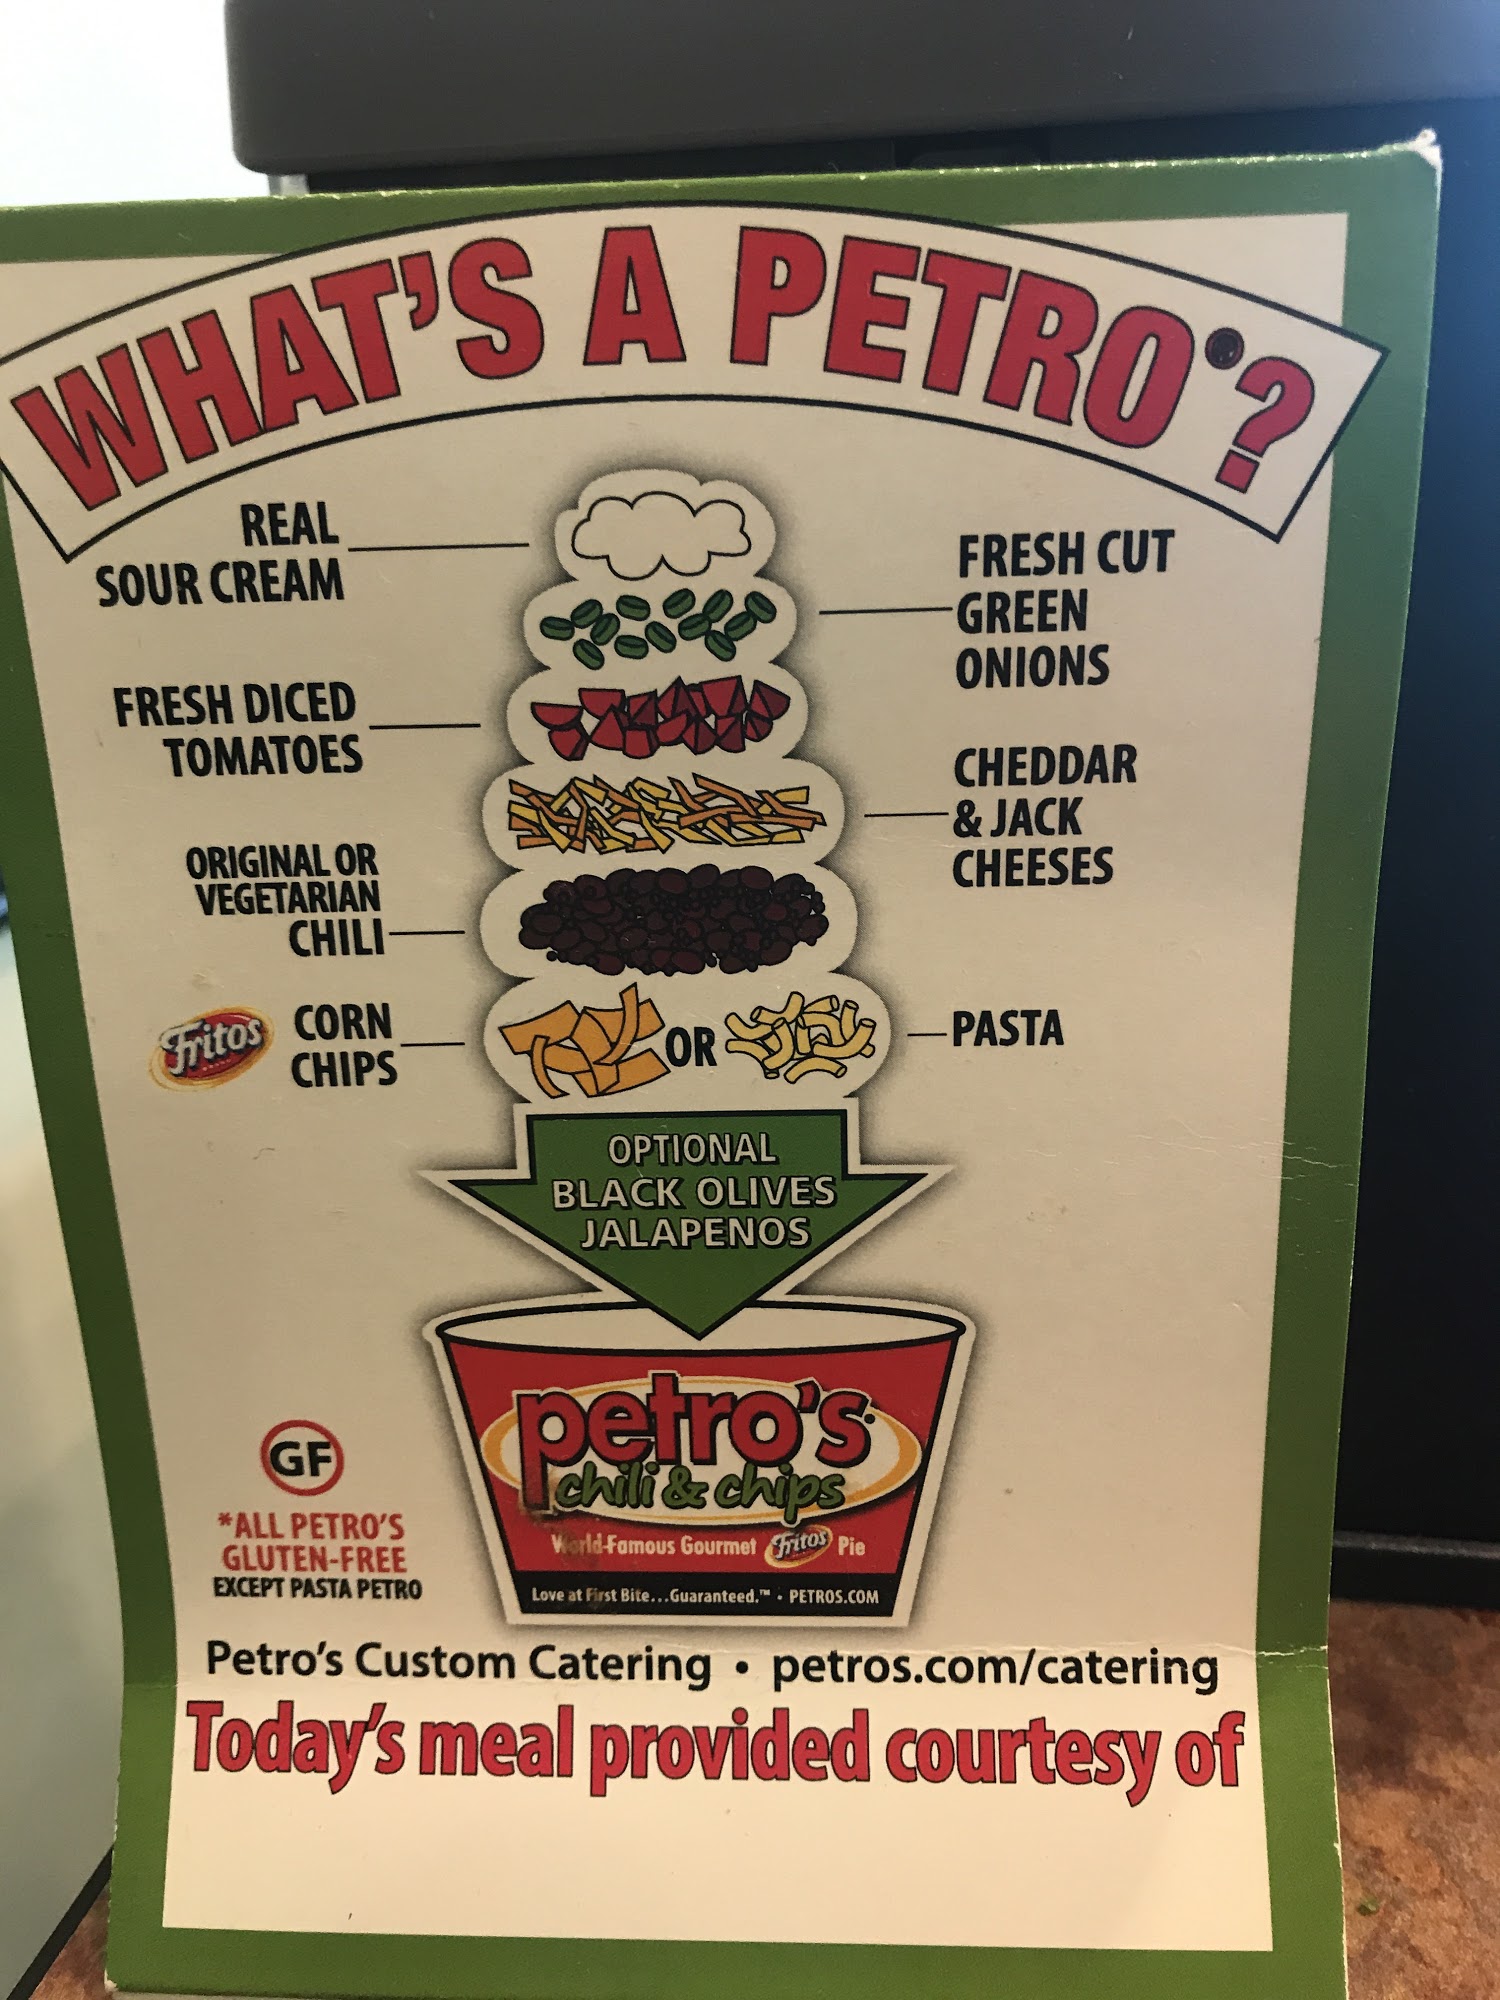 WHAT'S A PETRO®?
REAL
SOUR CREAM
FRESH CUT
GREEN
ONIONS
FRESH DICED
TOMATOES
CHEDDAR
& JACK
CHEESES
ORIGINAL OR
VEGETARIAN
CHILI
Fritos
CORN
CHIPS
OR
PASTA
OPTIONAL
BLACK OLIVES
JALAPENOS
petro's
chili & chips
World-Famous Gourmet Fritos Pie
Love at First Bite...Guaranteed.™ • PETROS.COM
GF
*ALL PETRO'S
GLUTEN-FREE
EXCEPT PASTA PETRO
Petro's Custom Catering • petros.com/catering
Today's meal provided courtesy of